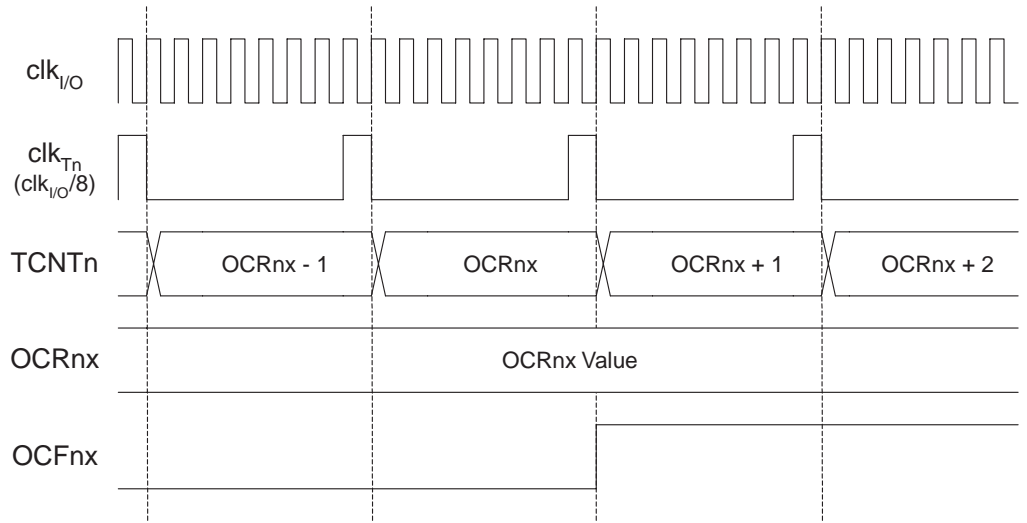 clkI/O
clkTn
(clkI/O/8)
TCNTn OCRnx - 1 OCRnx OCRnx + 1 OCRnx + 2
OCRnx OCRnx Value
OCFnx